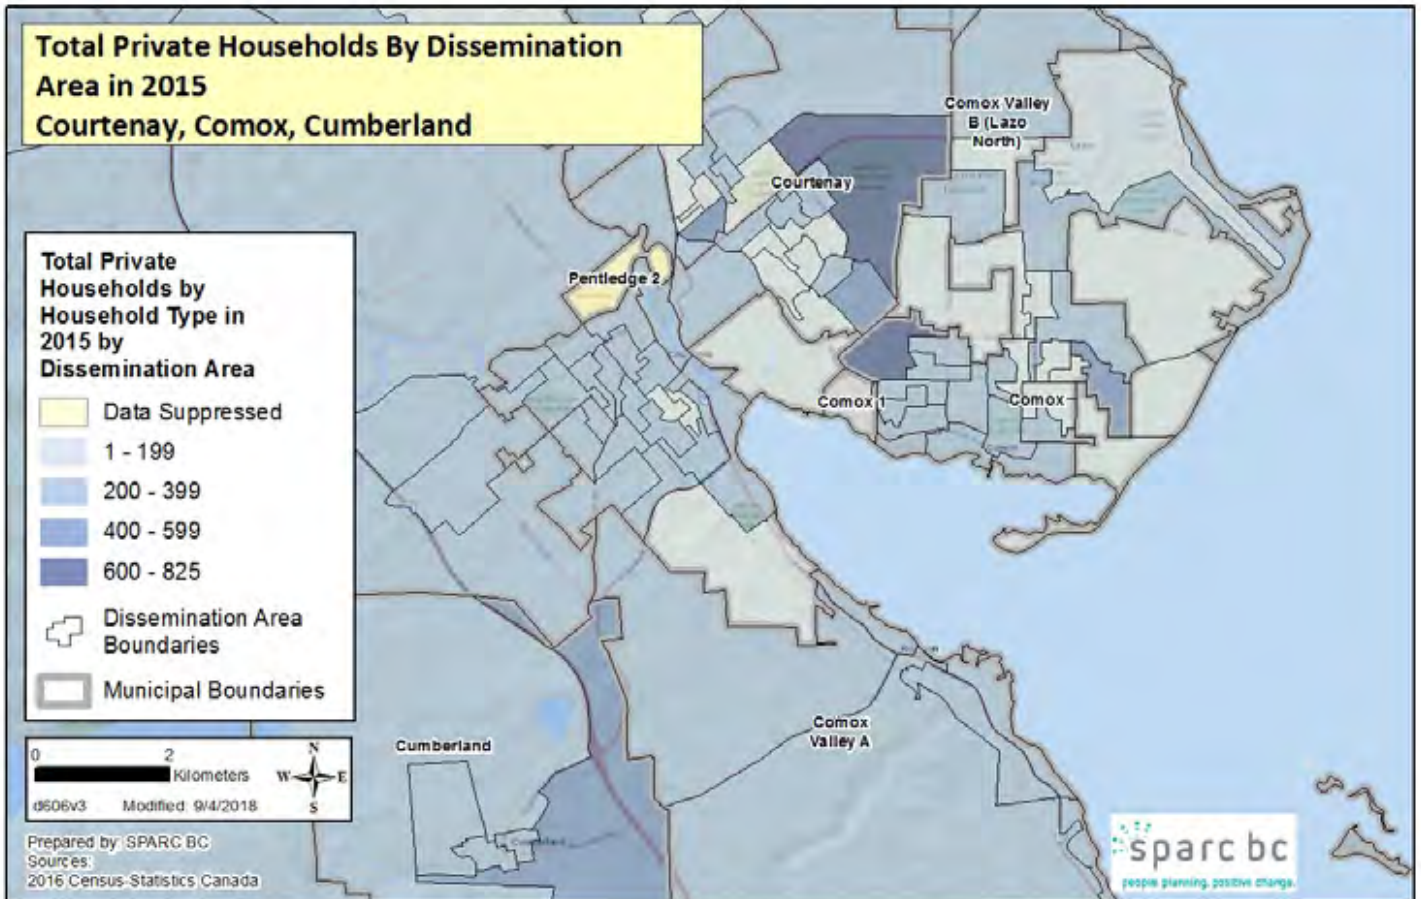 Total Private Households By Dissemination
Area in 2015
Courtenay, Comox, Cumberland
Comox Valley
B (Lazo
North)
Courtenay
Pentledge 2
Comox 1
Comox
Total Private
Households by
Household Type in
2015 by
Dissemination Area
Data Suppressed
1 - 199
200 - 399
400 - 599
600 - 825
Dissemination Area
Boundaries
Municipal Boundaries
Comox
Valley A
Cumberland
0 2
Kilometers
N
W E
S
d606v3 Modified: 9/4/2018
Prepared by: SPARC BC
Sources:
2016 Census Statistics Canada
sparc bc
people planning. positive change.